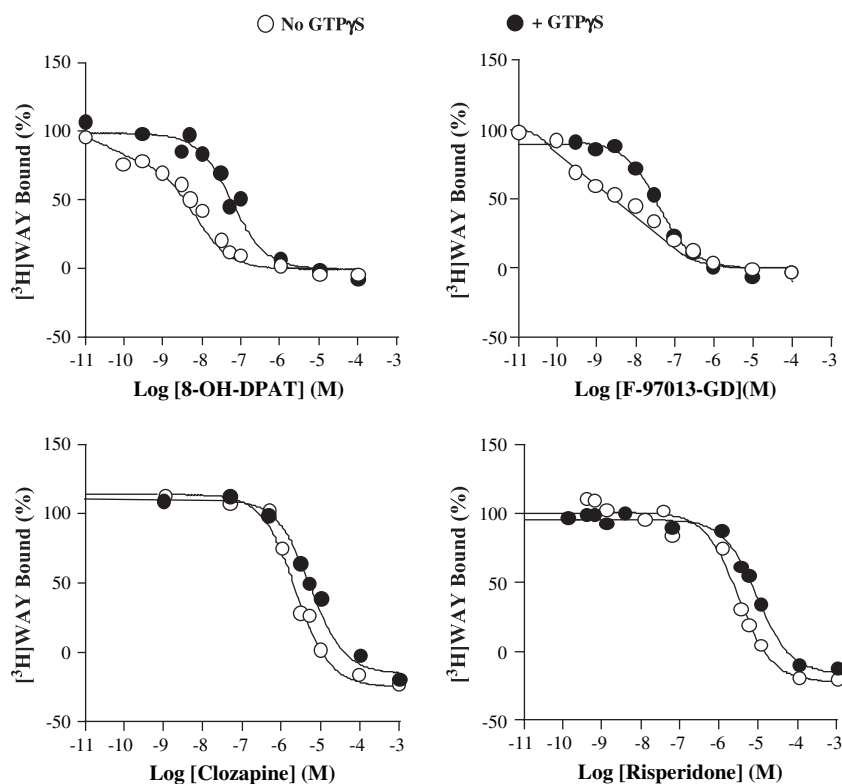 No GTPγS
+ GTPγS
[³H]WAY Bound (%)
150
100
50
0
-50
-11 -10 -9 -8 -7 -6 -5 -4 -3
Log [8-OH-DPAT] (M)
[³H]WAY Bound (%)
150
100
50
0
-50
-11 -10 -9 -8 -7 -6 -5 -4 -3
Log [F-97013-GD](M)
[³H]WAY Bound (%)
150
100
50
0
-50
-11 -10 -9 -8 -7 -6 -5 -4 -3
Log [Clozapine] (M)
[³H]WAY Bound (%)
150
100
50
0
-50
-11 -10 -9 -8 -7 -6 -5 -4 -3
Log [Risperidone] (M)